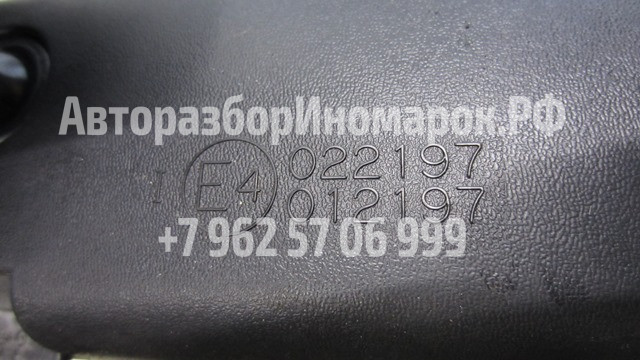 АвторазборИномарок.РФ
022197
I E4
012197
+7 962 57 06 999